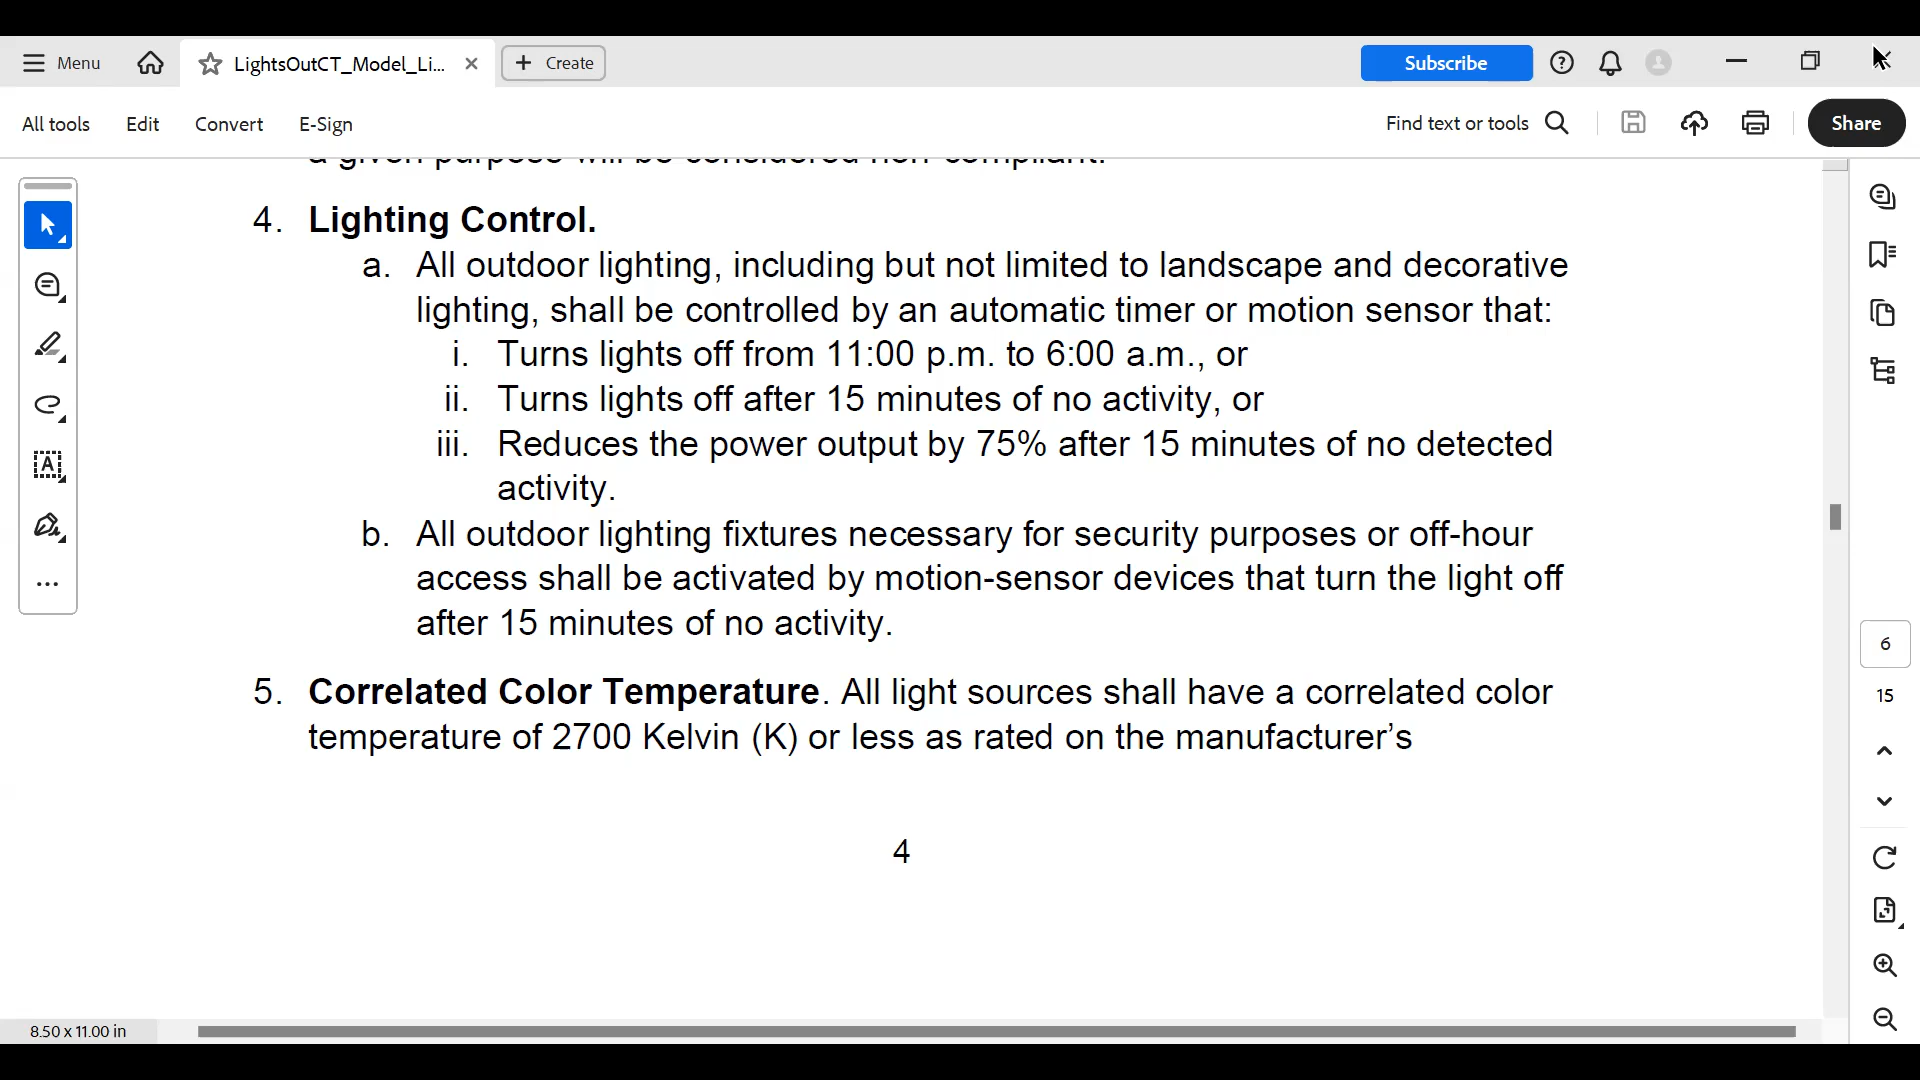 Menu
LightsOutCT_Model_Li...
Create
Subscribe
All tools
Edit
Convert
E-Sign
Find text or tools
Share
a given purpose will be considered non-compliant.
4. Lighting Control.
a. All outdoor lighting, including but not limited to landscape and decorative
lighting, shall be controlled by an automatic timer or motion sensor that:
i. Turns lights off from 11:00 p.m. to 6:00 a.m., or
ii. Turns lights off after 15 minutes of no activity, or
iii. Reduces the power output by 75% after 15 minutes of no detected
activity.
b. All outdoor lighting fixtures necessary for security purposes or off-hour
access shall be activated by motion-sensor devices that turn the light off
after 15 minutes of no activity.
5. Correlated Color Temperature. All light sources shall have a correlated color
temperature of 2700 Kelvin (K) or less as rated on the manufacturer’s
4
6
15
8.50 x 11.00 in